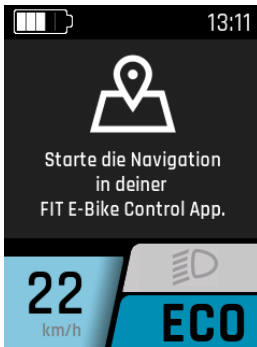 13:11
Starte die Navigation
in deiner
FIT E-Bike Control App.
22
km/h
ECO